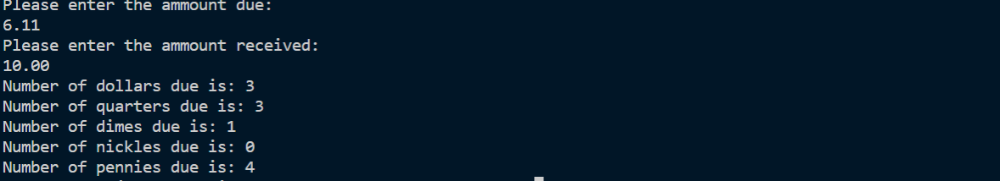 Please enter the ammount due:
6.11
Please enter the ammount received:
10.00
Number of dollars due is: 3
Number of quarters due is: 3
Number of dimes due is: 1
Number of nickles due is: 0
Number of pennies due is: 4